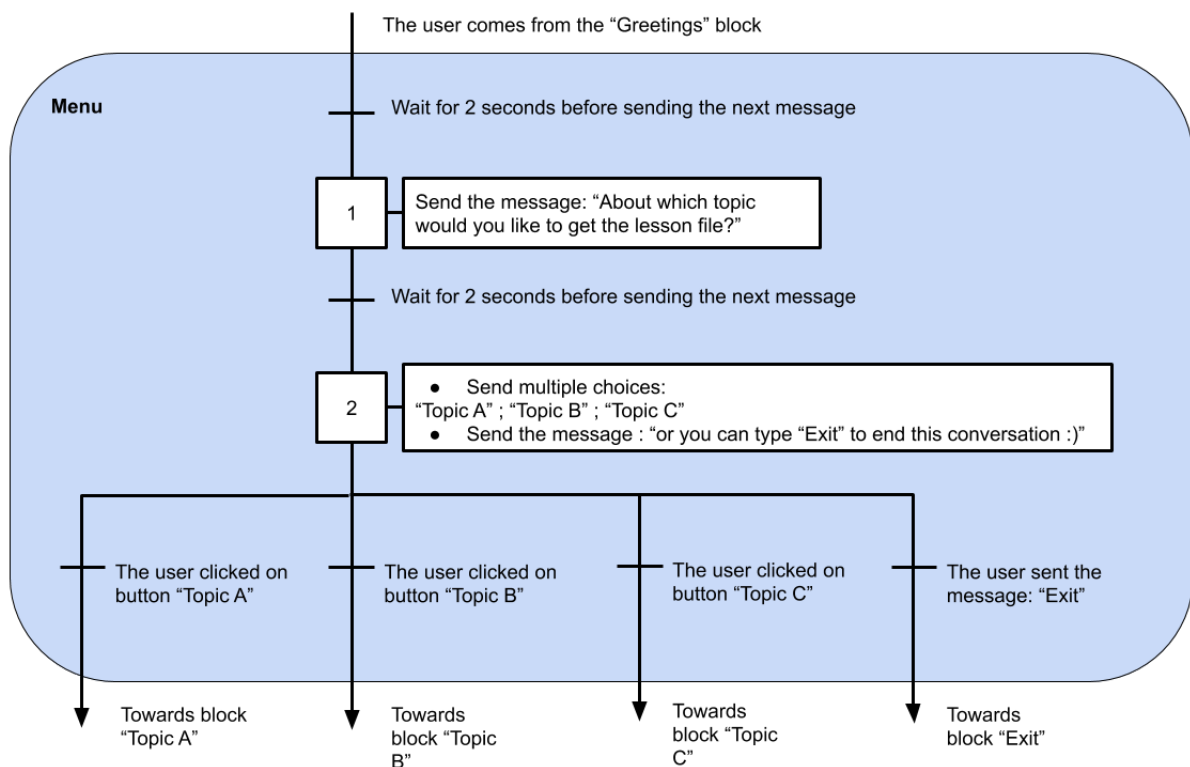 The user comes from the “Greetings” block
Menu
Wait for 2 seconds before sending the next message
1
Send the message: “About which topic
would you like to get the lesson file?”
Wait for 2 seconds before sending the next message
2
● Send multiple choices:
“Topic A” ; “Topic B” ; “Topic C”
● Send the message : “or you can type “Exit” to end this conversation :)”
The user clicked on
button “Topic A”
The user clicked on
button “Topic B”
The user clicked on
button “Topic C”
The user sent the
message: “Exit”
Towards block
“Topic A”
Towards
block “Topic
B”
Towards
block “Topic
C”
Towards
block “Exit”